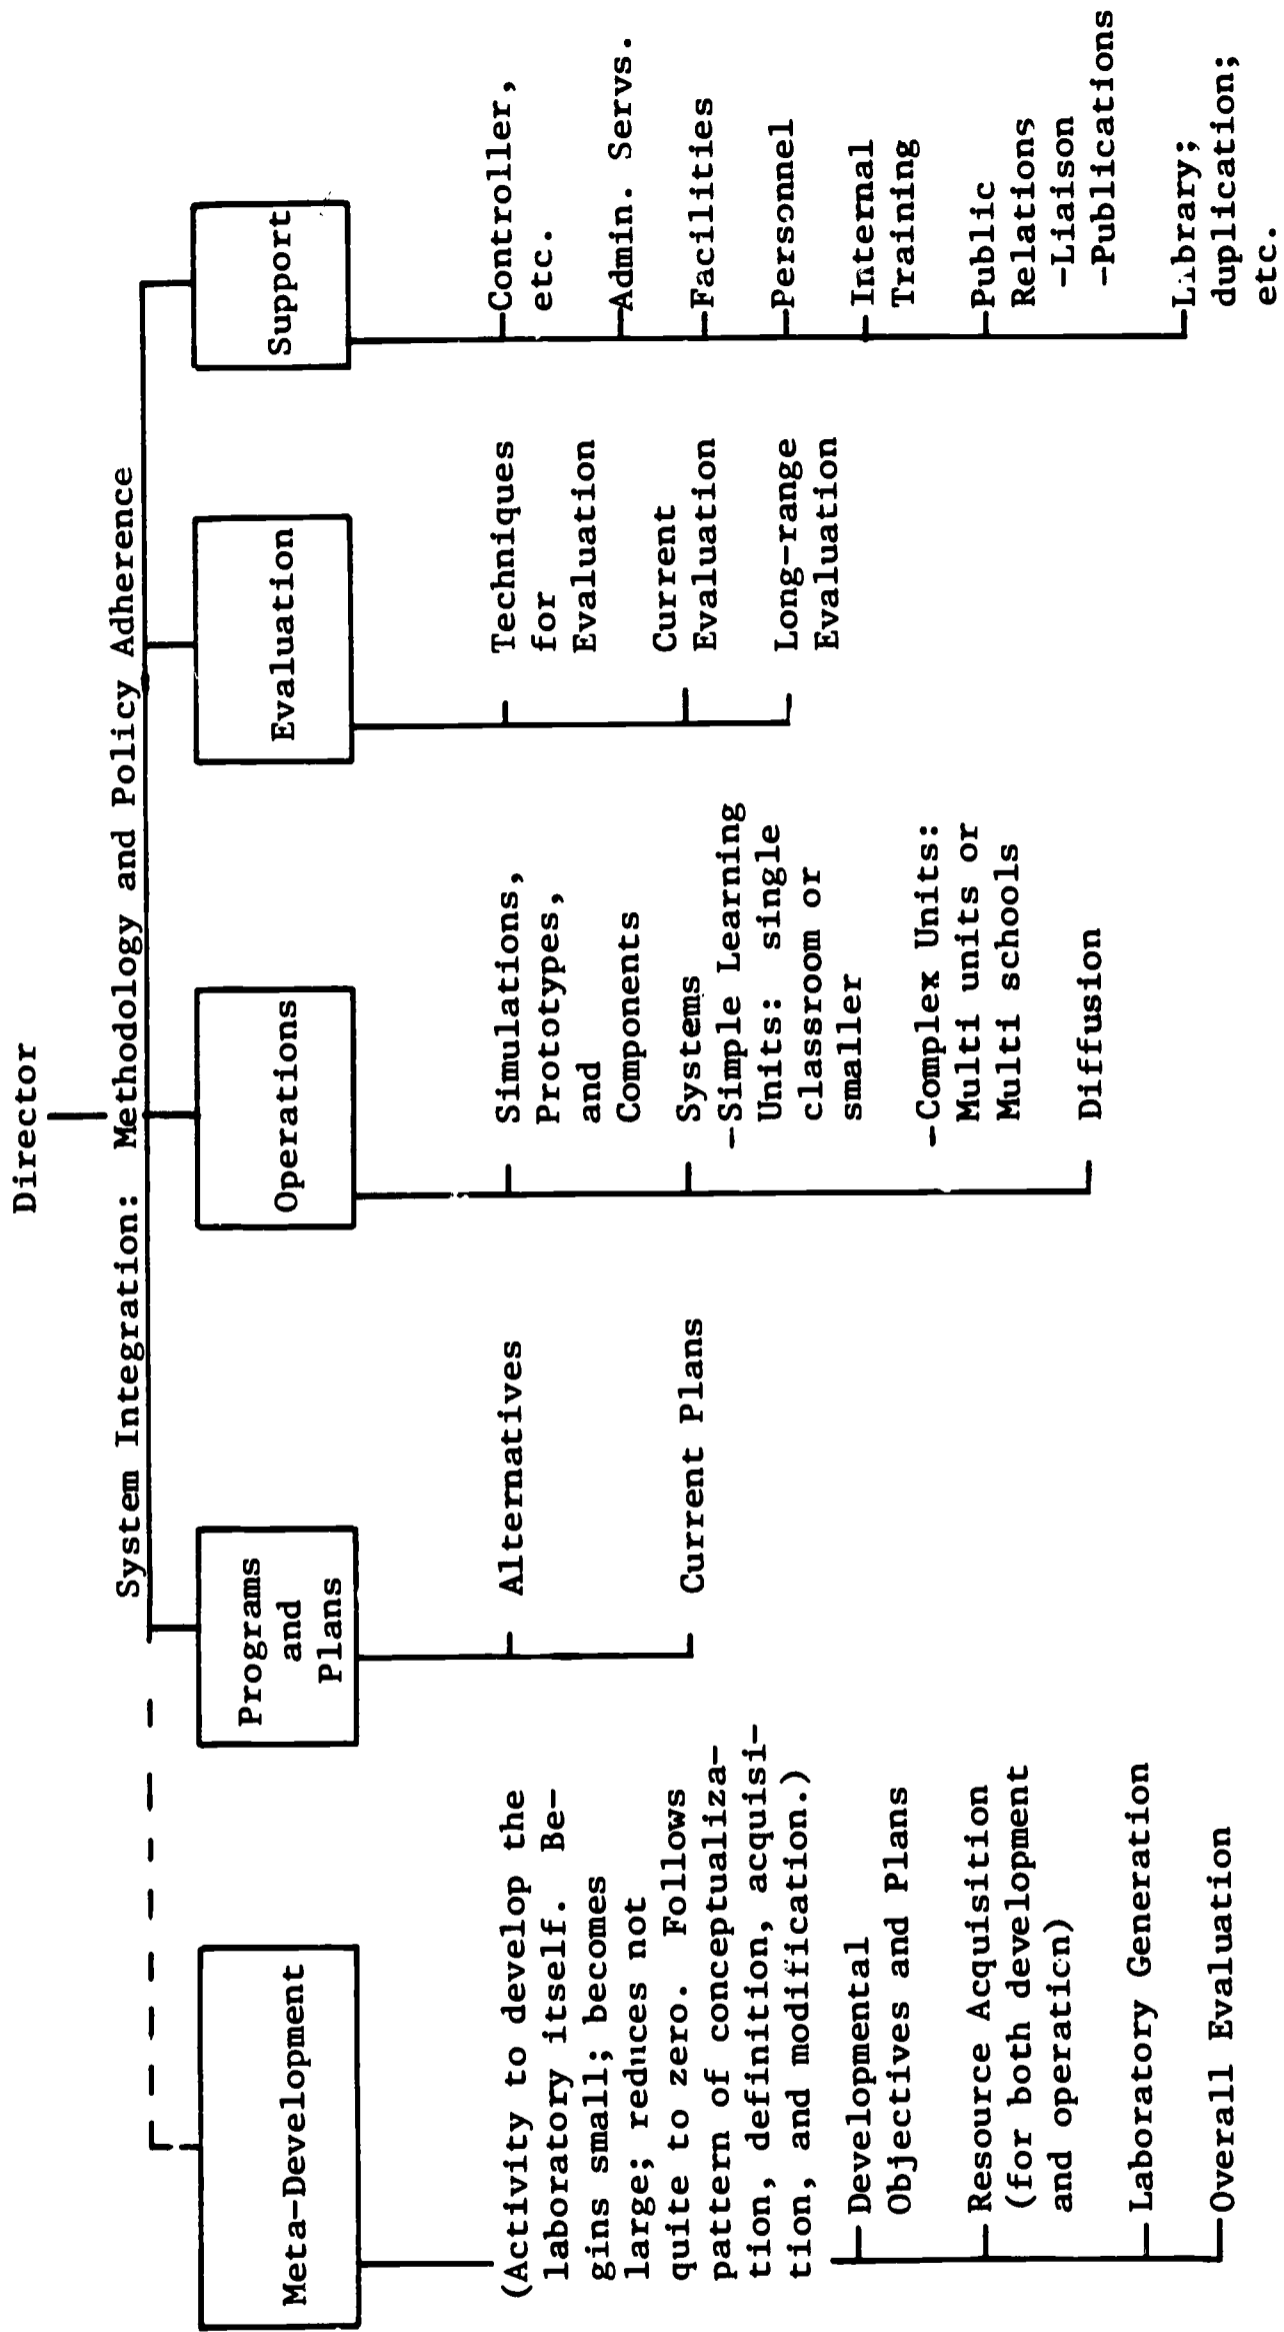 Director
System Integration: Methodology and Policy Adherence
Meta-Development
(Activity to develop the
laboratory itself. Be-
gins small; becomes
large; reduces not
quite to zero. Follows
pattern of conceptualiza-
tion, definition, acquisi-
tion, and modification.)
Developmental
Objectives and Plans
Resource Acquisition
(for both development
and operation)
Laboratory Generation
Overall Evaluation
Programs
and
Plans
Alternatives
Current Plans
Operations
Simulations,
Prototypes,
and
Components
Systems
-Simple Learning
Units: single
classroom or
smaller
-Complex Units:
Multi units or
Multi schools
Diffusion
Evaluation
Techniques
for
Evaluation
Current
Evaluation
Long-range
Evaluation
Support
Controller,
etc.
Admin. Servs.
Facilities
Personnel
Internal
Training
Public
Relations
-Liaison
-Publications
Library;
duplication;
etc.